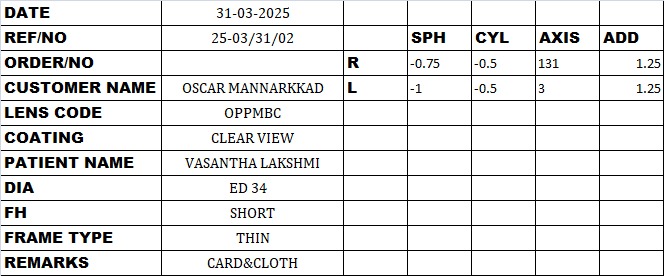 DATE 31-03-2025
REF/NO 25-03/31/02 SPH CYL AXIS ADD
ORDER/NO R -0.75 -0.5 131 1.25
CUSTOMER NAME OSCAR MANNARKKAD L -1 -0.5 3 1.25
LENS CODE OPPMBC
COATING CLEAR VIEW
PATIENT NAME VASANTHA LAKSHMI
DIA ED 34
FH SHORT
FRAME TYPE THIN
REMARKS CARD&CLOTH